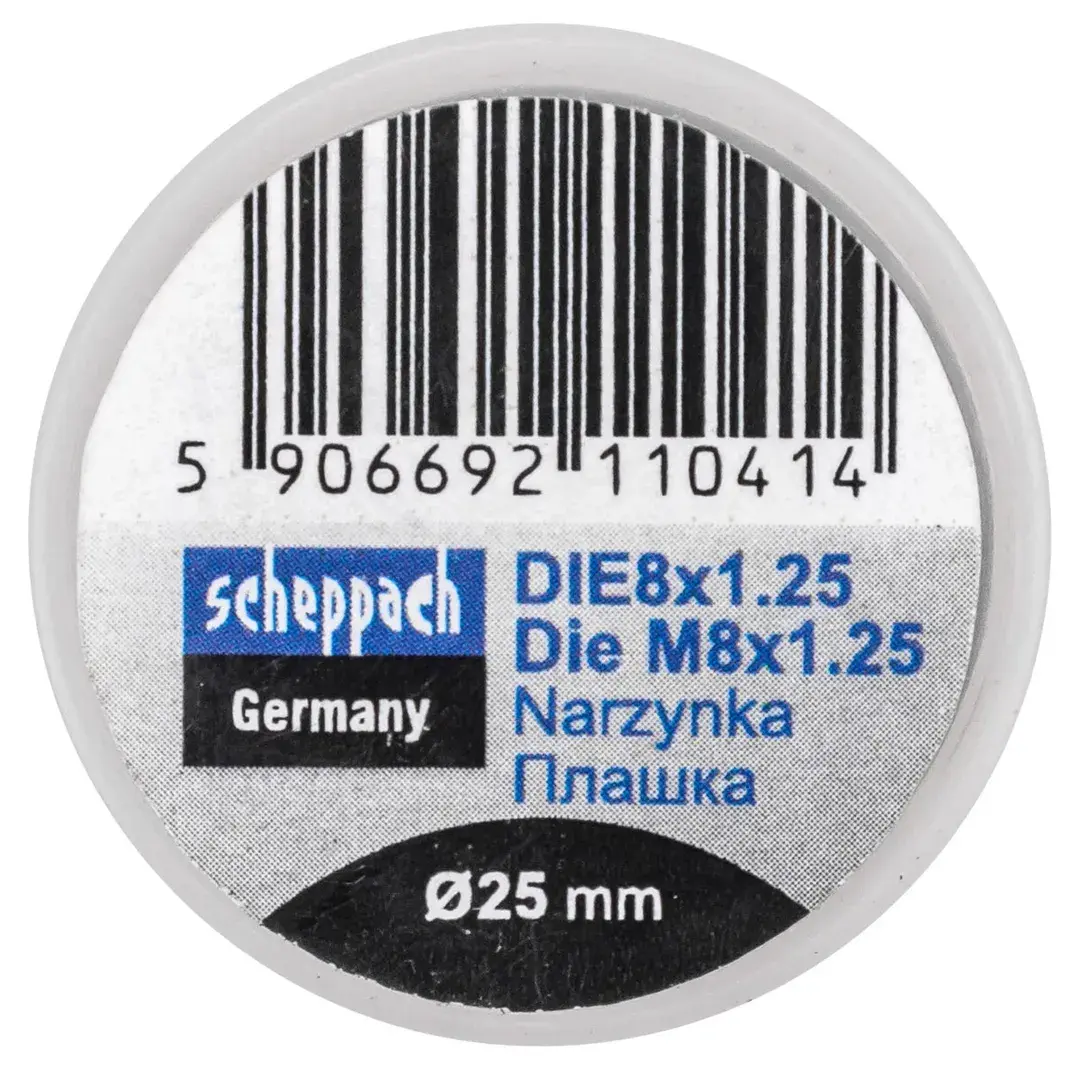 5 906692 110414
scheppach
Germany
DIE8x1.25
Die M8x1.25
Narzynka
Плашка
Ø25 mm